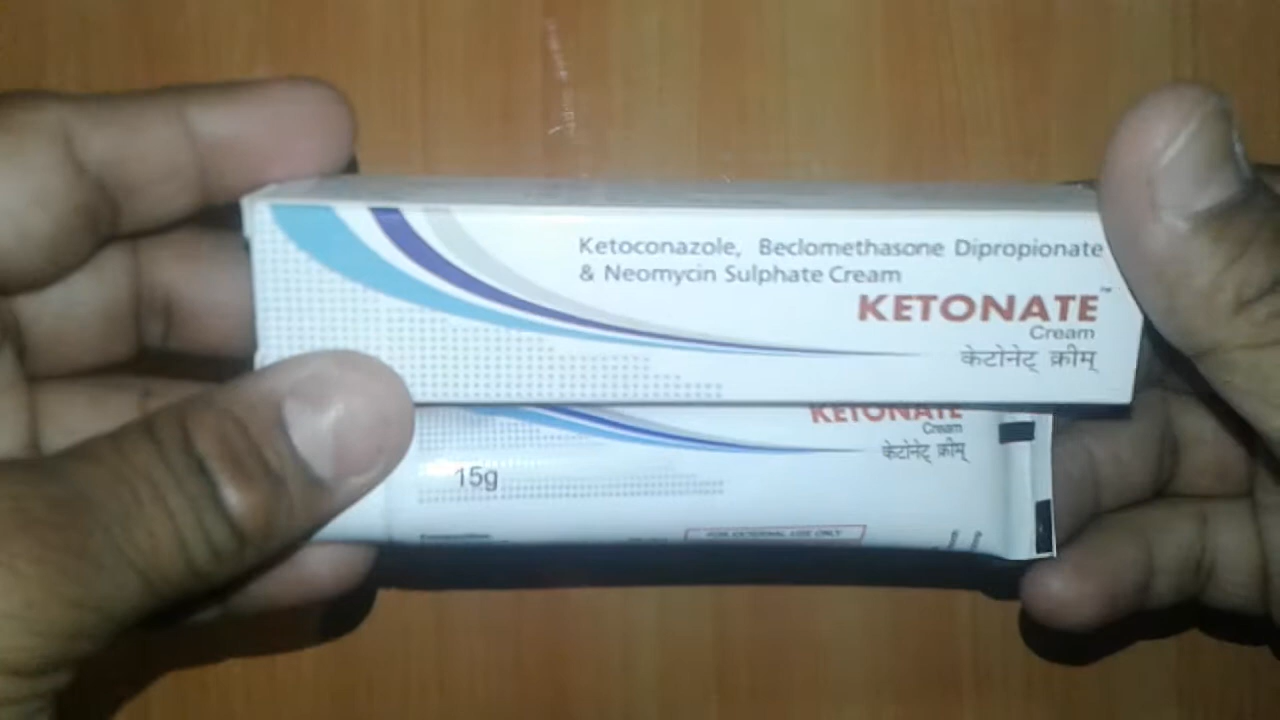 Ketoconazole, Beclomethasone Dipropionate
& Neomycin Sulphate Cream
KETONATE™
Cream
केटोनेट् क्रीम्
KETONATE
Cream
केटोनेट् क्रीम्
15g
FOR EXTERNAL USE ONLY